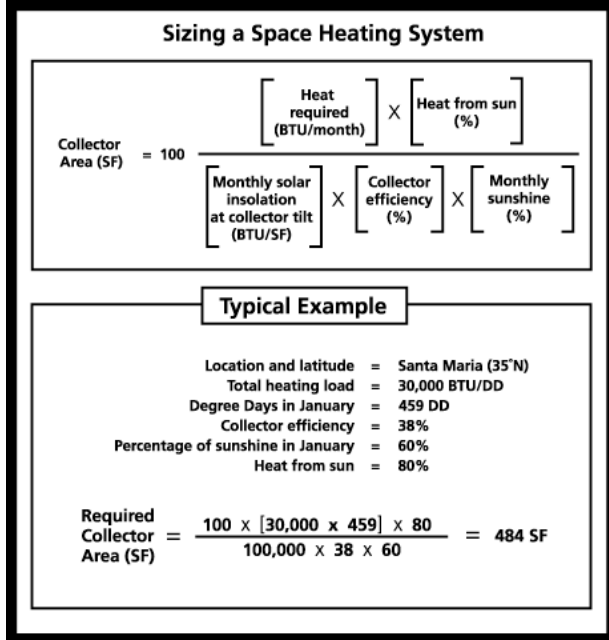 Sizing a Space Heating System
Collector
Area (SF)
= 100
Heat
required
(BTU/month)
X
Heat from sun
(%)
Monthly solar
insolation
at collector tilt
(BTU/SF)
X
Collector
efficiency
(%)
X
Monthly
sunshine
(%)
Typical Example
Location and latitude = Santa Maria (35°N)
Total heating load = 30,000 BTU/DD
Degree Days in January = 459 DD
Collector efficiency = 38%
Percentage of sunshine in January = 60%
Heat from sun = 80%
Required
Collector
Area (SF)
=
100 X [30,000 x 459] X 80
100,000 X 38 X 60
= 484 SF